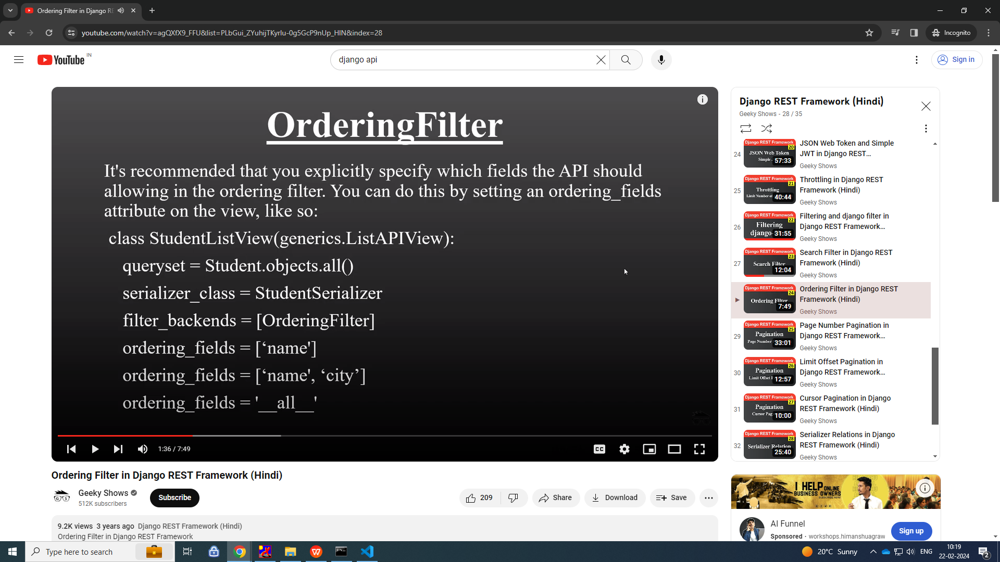 Ordering Filter in Django RE
youtube.com/watch?v=agQXfX9_FFU&list=PLbGui_ZYuhijTKyrlu-0g5GcP9nUp_HIN&index=28
Incognito
YouTube IN
django api
Sign in
OrderingFilter
It's recommended that you explicitly specify which fields the API should
allowing in the ordering filter. You can do this by setting an ordering_fields
attribute on the view, like so:
class StudentListView(generics.ListAPIView):
queryset = Student.objects.all()
serializer_class = StudentSerializer
filter_backends = [OrderingFilter]
ordering_fields = [‘name']
ordering_fields = [‘name', ‘city’]
ordering_fields = '__all__'
1:36 / 7:49
CC
Ordering Filter in Django REST Framework (Hindi)
Geeky Shows
512K subscribers
Subscribe
209
Share
Download
Save
9.2K views 3 years ago Django REST Framework (Hindi)
Ordering Filter in Django REST Framework
Django REST Framework (Hindi)
Geeky Shows - 28 / 35
24
Django REST Framework
20
JSON Web Token
Simple
57:33
JSON Web Token and Simple
JWT in Django REST...
Geeky Shows
25
Django REST Framework
21
Throttling
Limit Number of
40:44
Throttling in Django REST
Framework (Hindi)
Geeky Shows
26
Django REST Framework
22
Filtering
django
31:55
Filtering and django filter in
Django REST Framework...
Geeky Shows
27
Django REST Framework
23
Search Filter
12:04
Search Filter in Django REST
Framework (Hindi)
Geeky Shows
Django REST Framework
24
Ordering Filter
7:49
Ordering Filter in Django REST
Framework (Hindi)
Geeky Shows
29
Django REST Framework
25
Pagination
Page Number
33:01
Page Number Pagination in
Django REST Framework...
Geeky Shows
30
Django REST Framework
26
Pagination
Limit Offset
12:57
Limit Offset Pagination in
Django REST Framework...
Geeky Shows
31
Django REST Framework
27
Pagination
Cursor Pag
10:00
Cursor Pagination in Django
REST Framework (Hindi)
Geeky Shows
32
Django REST Framework
28
Serializer Relation
25:40
Serializer Relations in Django
REST Framework (Hindi)
Geeky Shows
I HELP ONLINE
BUSINESS OWNERS
SUBSCRIBE NOW!
AI Funnel
Sponsored · workshops.himanshuagraw
Sign up
Type here to search
20°C Sunny
ENG
10:19
22-02-2024
2